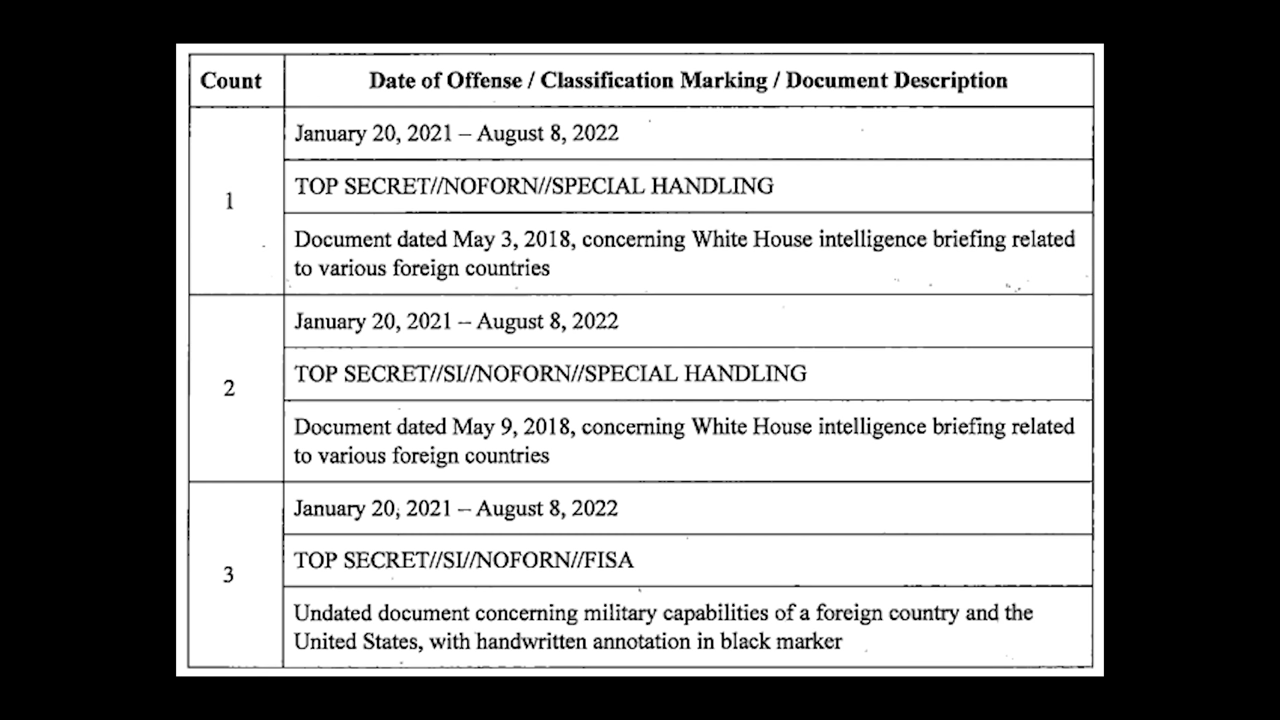 Count
Date of Offense / Classification Marking / Document Description
1
January 20, 2021 – August 8, 2022
TOP SECRET//NOFORN//SPECIAL HANDLING
Document dated May 3, 2018, concerning White House intelligence briefing related
to various foreign countries
2
January 20, 2021 – August 8, 2022
TOP SECRET//SI//NOFORN//SPECIAL HANDLING
Document dated May 9, 2018, concerning White House intelligence briefing related
to various foreign countries
3
January 20, 2021 – August 8, 2022
TOP SECRET//SI//NOFORN//FISA
Undated document concerning military capabilities of a foreign country and the
United States, with handwritten annotation in black marker